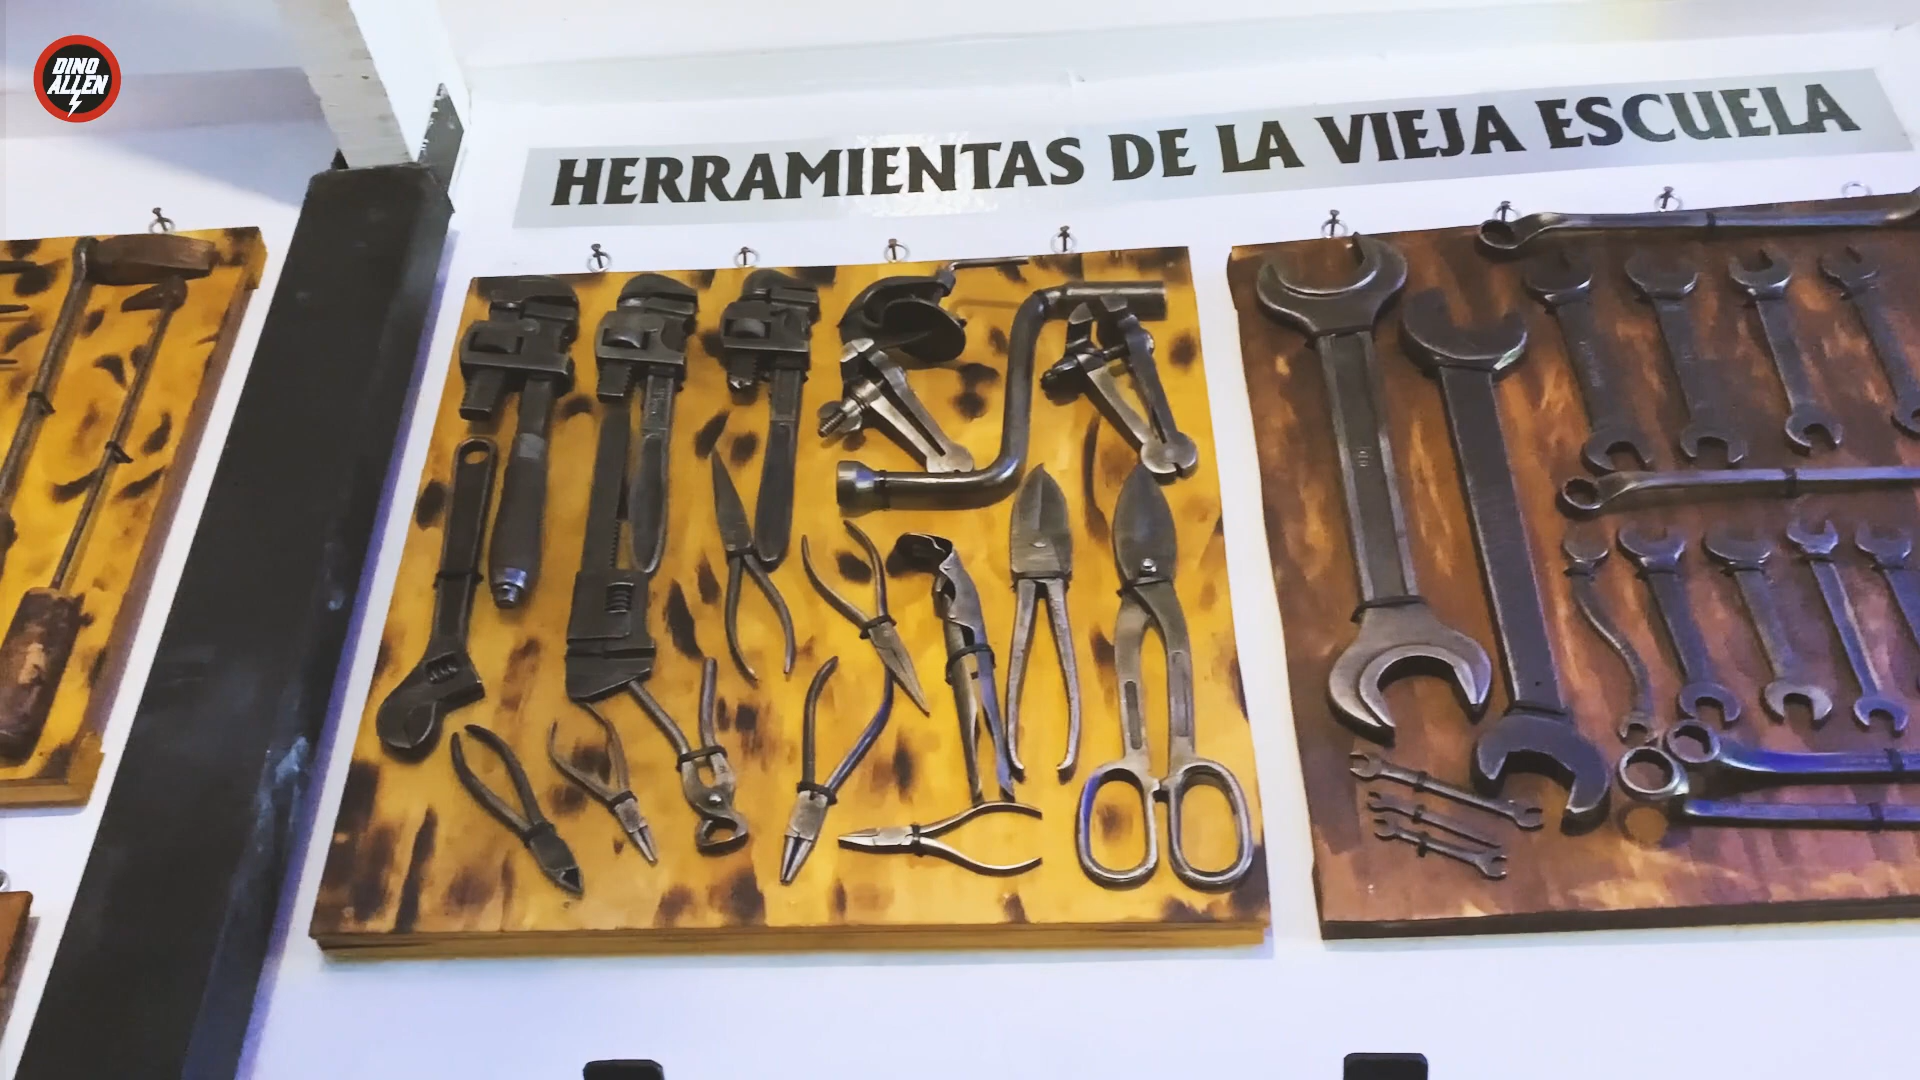 DINO
ALLEN
HERRAMIENTAS DE LA VIEJA ESCUELA